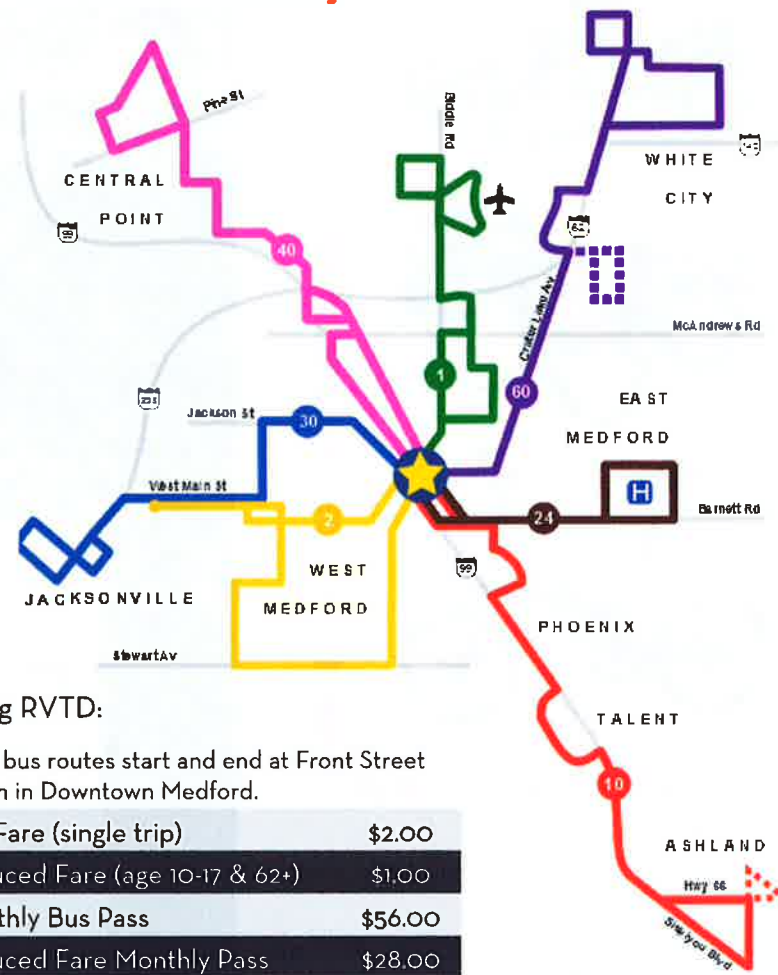 Pine St
Biddle Rd
CENTRAL
POINT
WHITE
CITY
99
62
40
Crater Lake Av
McAndrews Rd
1
60
238
EAST
MEDFORD
Jackson St
30
West Main St
H
2
24
Barnett Rd
99
WEST
MEDFORD
JACKSONVILLE
PHOENIX
Stewart Av
g RVTD:
TALENT
bus routes start and end at Front Street
n in Downtown Medford.
10
Fare (single trip) $2.00
uced Fare (age 10-17 & 62+) $1.00
ASHLAND
Hwy 66
thly Bus Pass $56.00
Siskiyou Blvd
uced Fare Monthly Pass $28.00